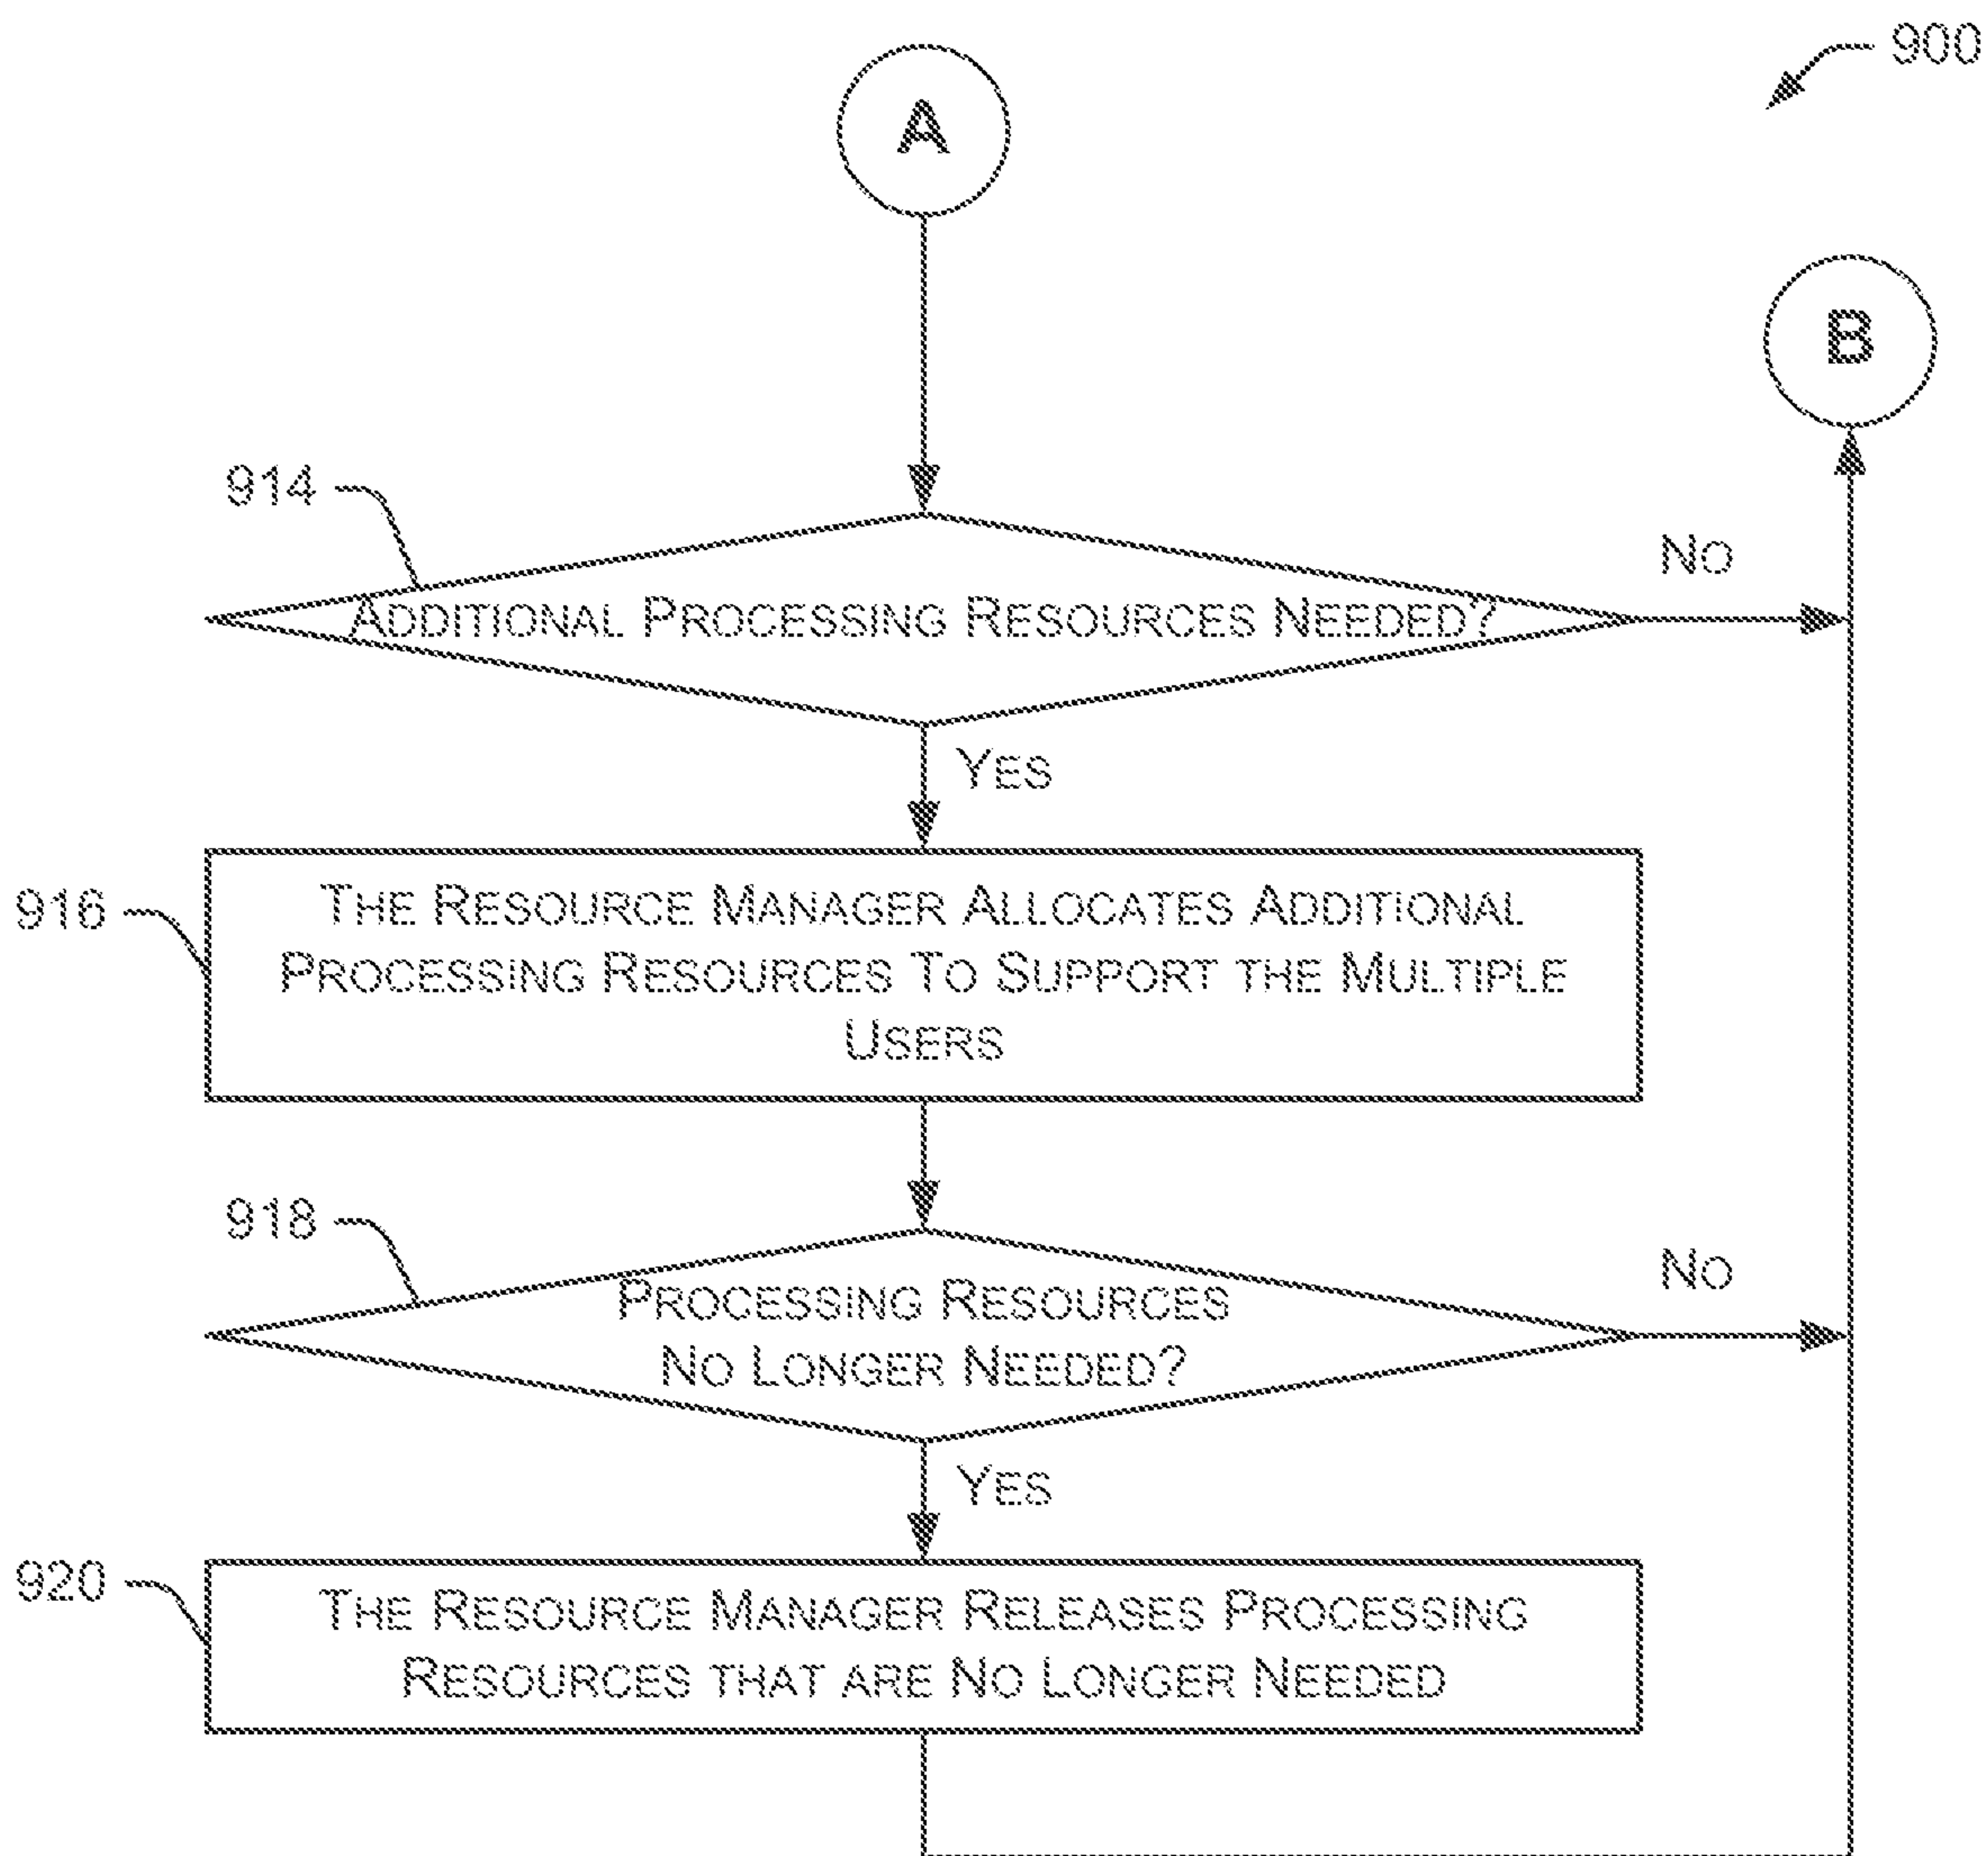 900
A
B
914
NO
ADDITIONAL PROCESSING RESOURCES NEEDED?
YES
916
THE RESOURCE MANAGER ALLOCATES ADDITIONAL
PROCESSING RESOURCES TO SUPPORT THE MULTIPLE
USERS
918
NO
PROCESSING RESOURCES
NO LONGER NEEDED?
YES
920
THE RESOURCE MANAGER RELEASES PROCESSING
RESOURCES THAT ARE NO LONGER NEEDED